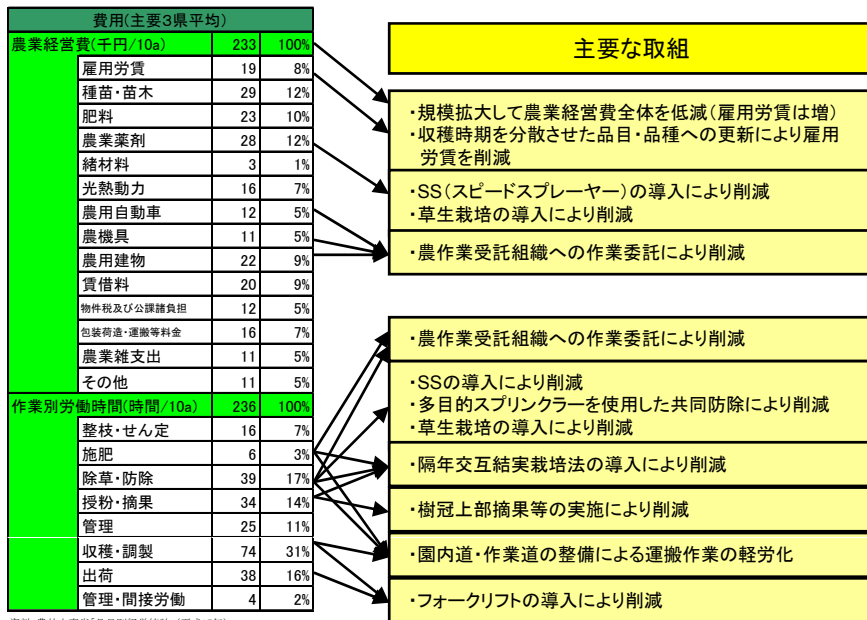 費用(主要3県平均)
農業経営費(千円/10a) 233 100%
雇用労賃 19 8%
種苗・苗木 29 12%
肥料 23 10%
農業薬剤 28 12%
緒材料 3 1%
光熱動力 16 7%
農用自動車 12 5%
農機具 11 5%
農用建物 22 9%
賃借料 20 9%
物件税及び公課諸負担 12 5%
包装荷造・運搬等料金 16 7%
農業雑支出 11 5%
その他 11 5%
作業別労働時間(時間/10a) 236 100%
整枝・せん定 16 7%
施肥 6 3%
除草・防除 39 17%
授粉・摘果 34 14%
管理 25 11%
収穫・調製 74 31%
出荷 38 16%
管理・間接労働 4 2%
主要な取組
・規模拡大して農業経営費全体を低減(雇用労賃は増)
・収穫時期を分散させた品目・品種への更新により雇用
労賃を削減
・SS(スピードスプレーヤー)の導入により削減
・草生栽培の導入により削減
・農作業受託組織への作業委託により削減
・農作業受託組織への作業委託により削減
・SSの導入により削減
・多目的スプリンクラーを使用した共同防除により削減
・草生栽培の導入により削減
・隔年交互結実栽培法の導入により削減
・樹冠上部摘果等の実施により削減
・園内道・作業道の整備による運搬作業の軽労化
・フォークリフトの導入により削減